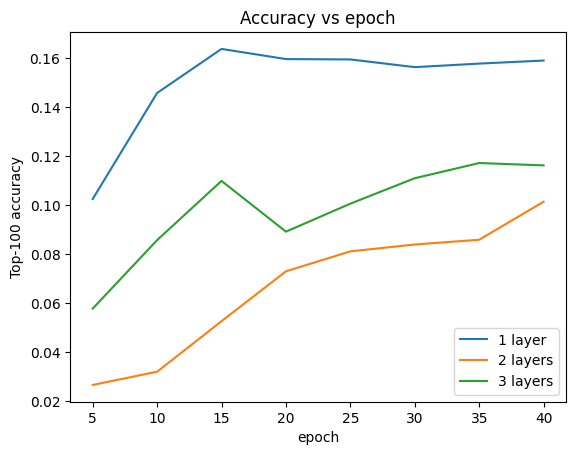 Accuracy vs epoch
Top-100 accuracy
0.16
0.14
0.12
0.10
0.08
0.06
0.04
0.02
5 10 15 20 25 30 35 40
epoch
1 layer
2 layers
3 layers